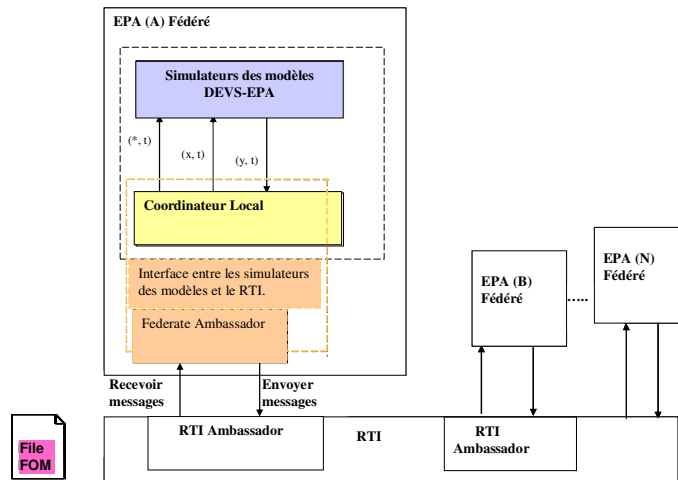 EPA (A) Fédéré
Simulateurs des modèles
DEVS-EPA
(*, t)
(x, t)
(y, t)
Coordinateur Local
Interface entre les simulateurs
des modèles et le RTI.
Federate Ambassador
EPA (B)
Fédéré
.....
EPA (N)
Fédéré
Recevoir
messages
Envoyer
messages
RTI Ambassador
RTI
RTI
Ambassador
File
FOM